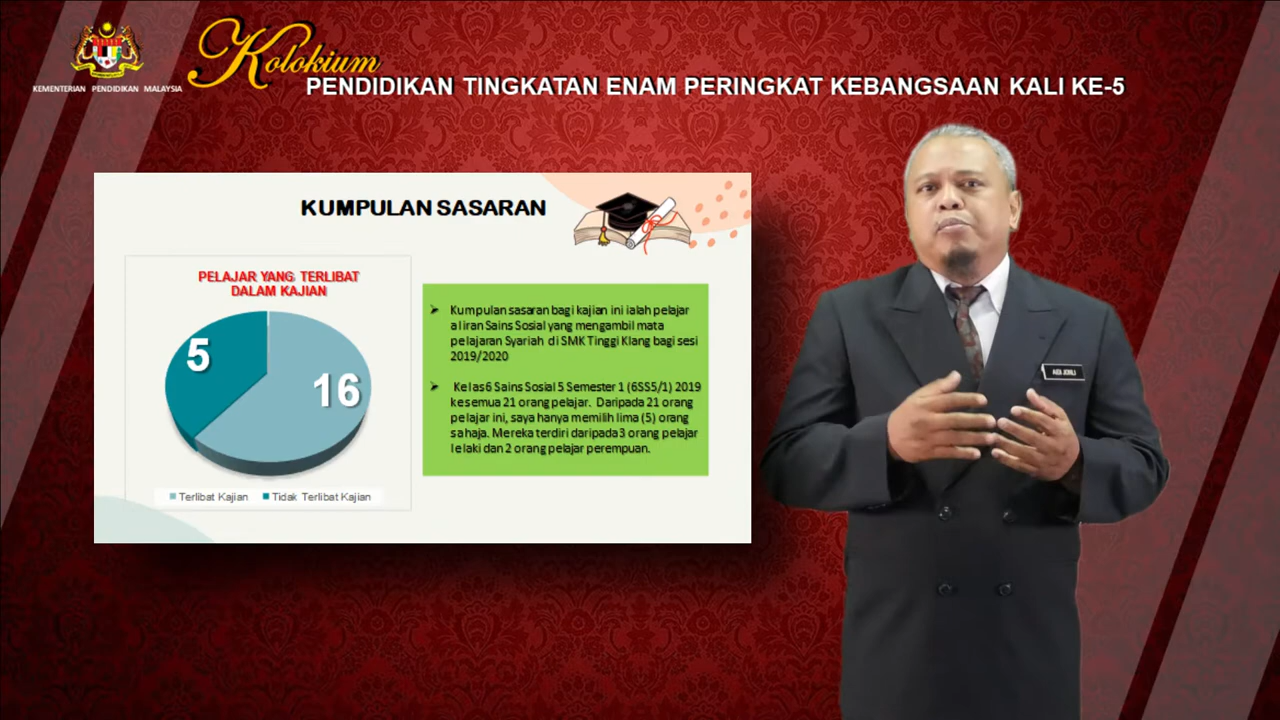 KEMENTERIAN PENDIDIKAN MALAYSIA
Kolokium
PENDIDIKAN TINGKATAN ENAM PERINGKAT KEBANGSAAN KALI KE-5
KUMPULAN SASARAN
PELAJAR YANG TERLIBAT
DALAM KAJIAN
5
16
Terlibat Kajian Tidak Terlibat Kajian
Kumpulan sasaran bagi kajian ini ialah pelajar
aliran Sains Sosial yang mengambil mata
pelajaran Syariah di SMK Tinggi Klang bagi sesi
2019/2020
Kelas 6 Sains Sosial 5 Semester 1 (6SS5/1) 2019
kesemua 21 orang pelajar. Daripada 21 orang
pelajar ini, saya hanya memilih lima (5) orang
sahaja. Mereka terdiri daripada 3 orang pelajar
lelaki dan 2 orang pelajar perempuan.